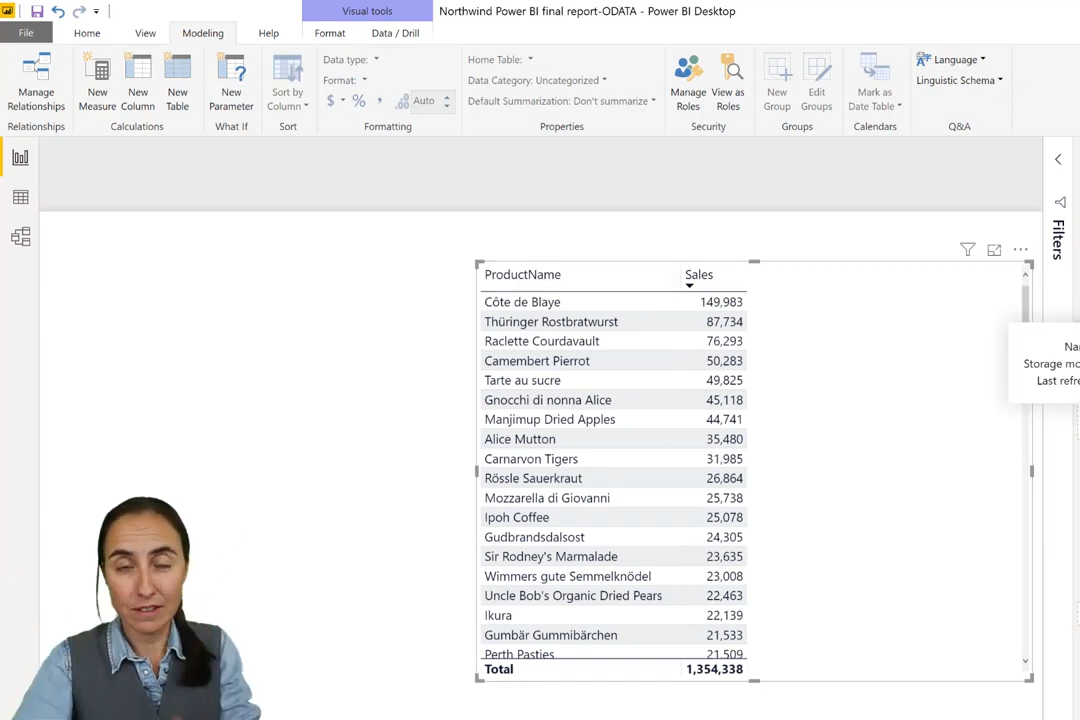 Visual tools
Northwind Power BI final report-ODATA - Power BI Desktop
File
Home
View
Modeling
Help
Format
Data / Drill
Manage
Relationships
Relationships
New
Measure
New
Column
New
Table
Calculations
New
Parameter
What If
Sort by
Column
Sort
Data type:
Format:
$ % , .00 Auto
Formatting
Home Table:
Data Category: Uncategorized
Default Summarization: Don't summarize
Properties
Manage
Roles
View as
Roles
Security
New
Group
Edit
Groups
Groups
Mark as
Date Table
Calendars
Language
Linguistic Schema
Q&A
Filters
ProductName Sales
Côte de Blaye 149,983
Thüringer Rostbratwurst 87,734
Raclette Courdavault 76,293
Camembert Pierrot 50,283
Tarte au sucre 49,825
Gnocchi di nonna Alice 45,118
Manjimup Dried Apples 44,741
Alice Mutton 35,480
Carnarvon Tigers 31,985
Rössle Sauerkraut 26,864
Mozzarella di Giovanni 25,738
Ipoh Coffee 25,078
Gudbrandsdalsost 24,305
Sir Rodney's Marmalade 23,635
Wimmers gute Semmelknödel 23,008
Uncle Bob's Organic Dried Pears 22,463
Ikura 22,139
Gumbär Gummibärchen 21,533
Perth Pasties 21,509
Total 1,354,338
Storage
Last